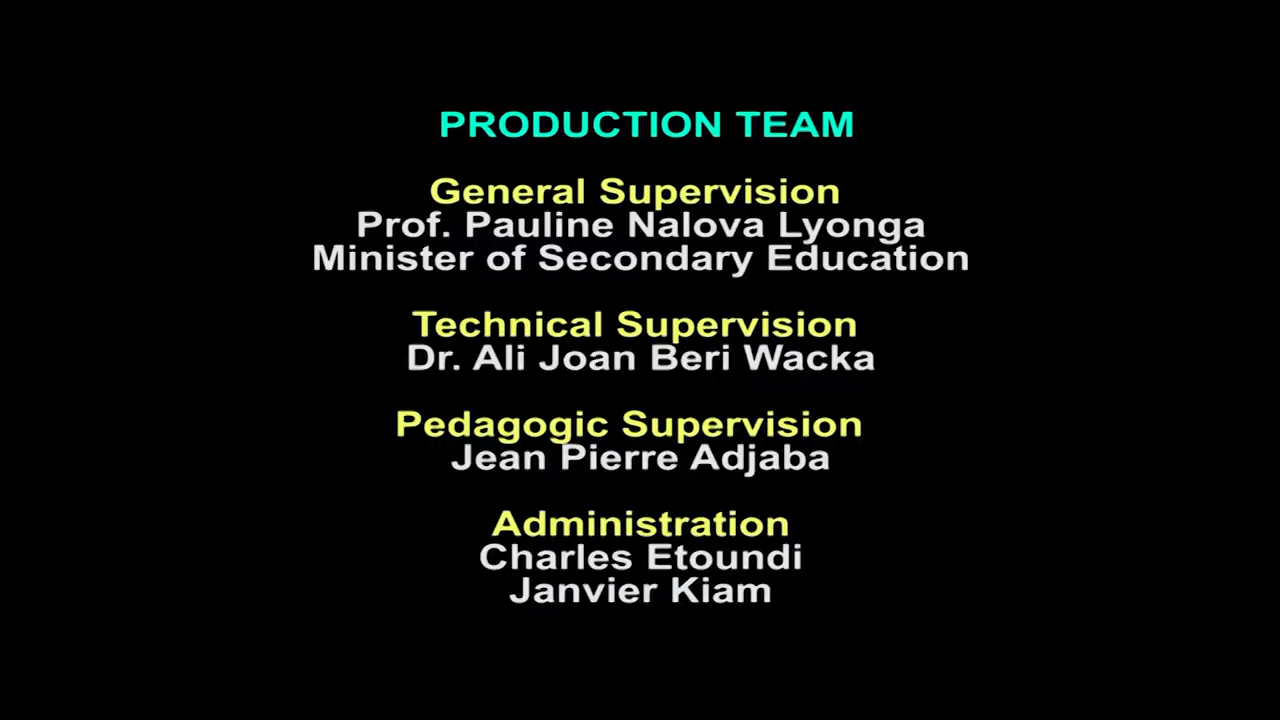 PRODUCTION TEAM
General Supervision
Prof. Pauline Nalova Lyonga
Minister of Secondary Education
Technical Supervision
Dr. Ali Joan Beri Wacka
Pedagogic Supervision
Jean Pierre Adjaba
Administration
Charles Etoundi
Janvier Kiam